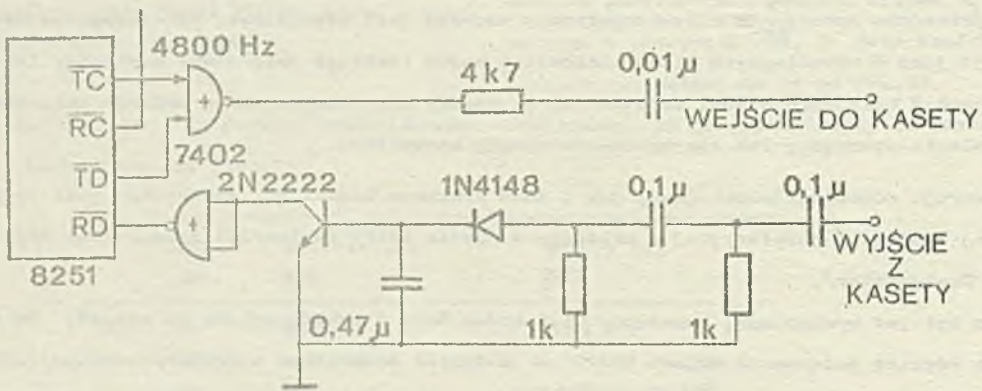 4800 Hz
TC
RC
TD
RD
8251
+
7402
4k7
0,01µ
WEJŚCIE DO KASETY
+
2N2222
1N4148
0,1µ
0,1µ
WYJŚCIE
Z
KASETY
0,47µ
1k
1k